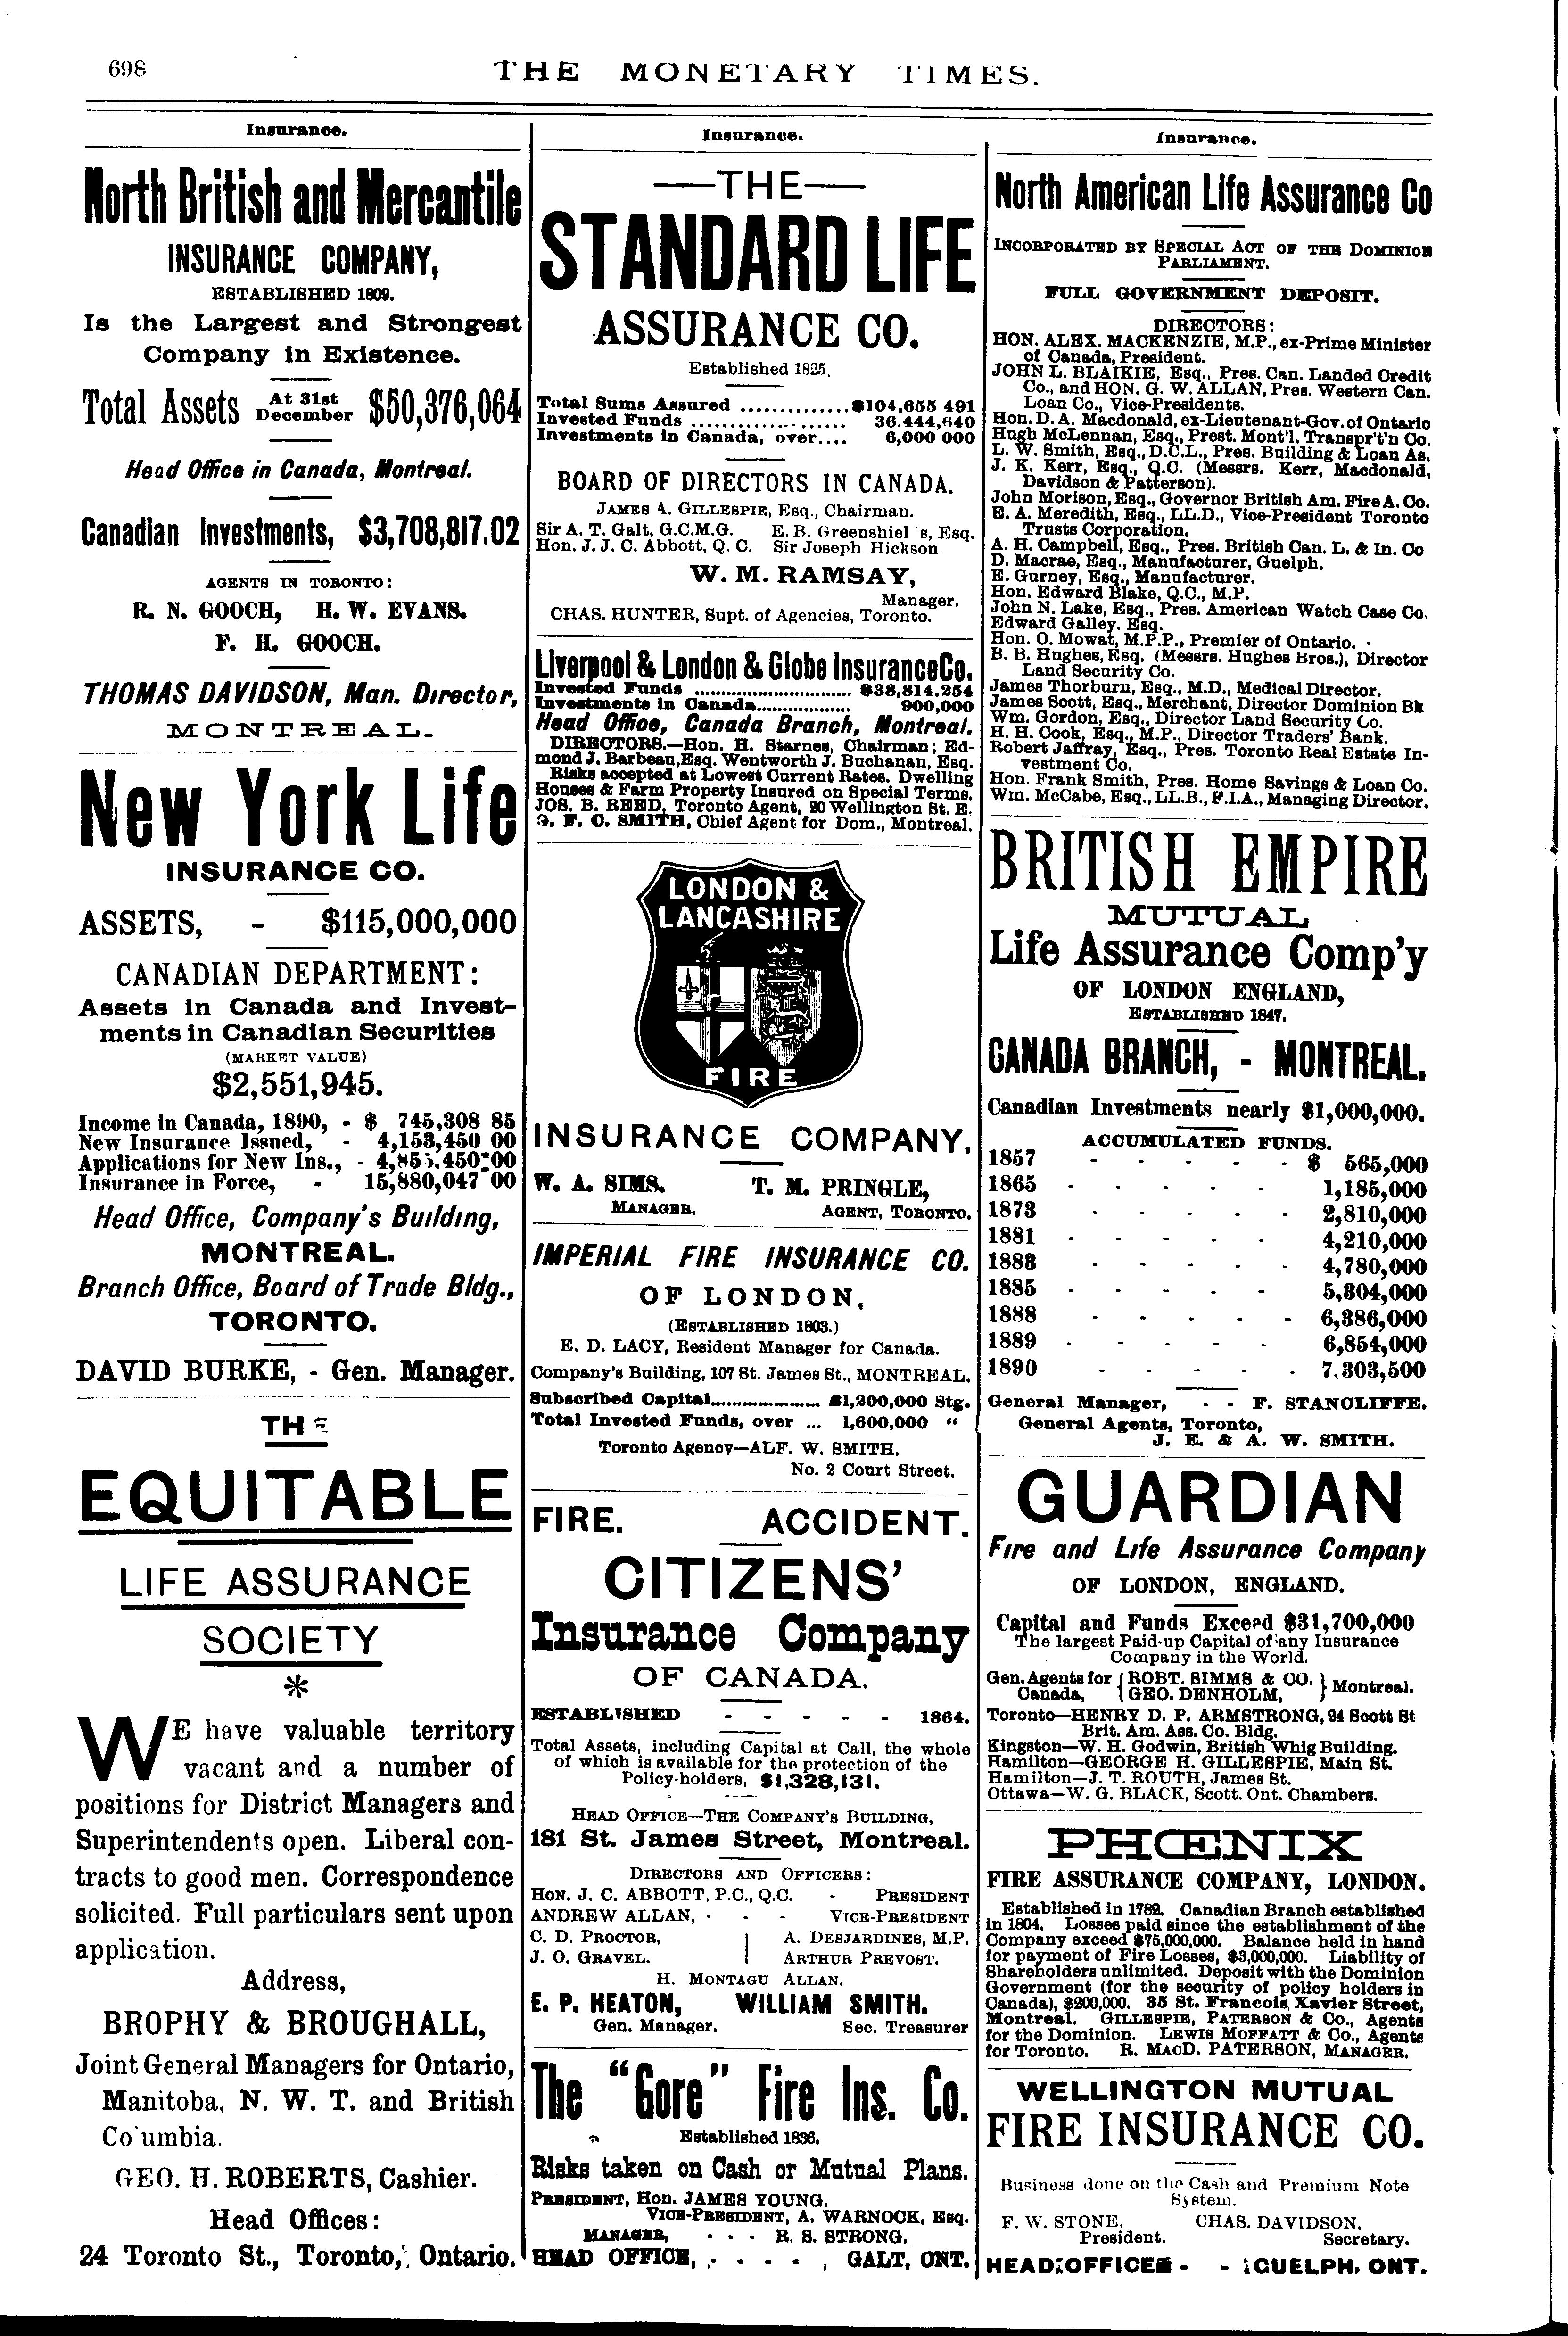 698
THE MONETARY TIMES.
Insurance.
North British and Mercantile
INSURANCE COMPANY,
ESTABLISHED 1809.
Is the Largest and Strongest
Company in Existence.
Total Assets At 31st December $50,376,064
Head Office in Canada, Montreal.
Canadian Investments, $3,708,817.02
AGENTS IN TORONTO:
R. N. GOOCH, H. W. EVANS.
F. H. GOOCH.
THOMAS DAVIDSON, Man. Director,
MONTREAL.
New York Life
INSURANCE CO.
ASSETS, - $115,000,000
CANADIAN DEPARTMENT:
Assets in Canada and Invest-
ments in Canadian Securities
(MARKET VALUE)
$2,551,945.
Income in Canada, 1890, - $ 745,308 85
New Insurance Issued, - 4,153,450 00
Applications for New Ins., - 00
Insurance in Force, - 15,880,047 00
Head Office, Company's Building,
MONTREAL.
Branch Office, Board of Trade Bldg.,
TORONTO.
DAVID BURKE, - Gen. Manager.
THE
EQUITABLE
LIFE ASSURANCE
SOCIETY
*
WE have valuable territory
vacant and a number of
positions for District Managers and
Superintendents open. Liberal con-
tracts to good men. Correspondence
solicited. Full particulars sent upon
application.
Address,
BROPHY & BROUGHALL,
Joint General Managers for Ontario,
Manitoba, N. W. T. and British
Co umbia.
GEO. H. ROBERTS, Cashier.
Head Offices:
24 Toronto St., Toronto, Ontario.
Insurance.
—THE—
STANDARD LIFE
ASSURANCE CO.
Established 1825.
Total Sums Assured .............. $104,655 491
Invested Funds .................... 36.444,640
Investments in Canada, over.... 6,000 000
BOARD OF DIRECTORS IN CANADA.
JAMES A. GILLESPIE, Esq., Chairman.
Sir A. T. Galt, G.C.M.G. E. B. Greenshiel s, Esq.
Hon. J. J. C. Abbott, Q. C. Sir Joseph Hickson
W. M. RAMSAY,
Manager.
CHAS. HUNTER, Supt. of Agencies, Toronto.
Liverpool & London & Globe Insurance Co.
Invested Funds .............................. $38,814.254
Investments in Canada.................. 900,000
Head Office, Canada Branch, Montreal.
DIRECTORS.—Hon. H. Starnes, Chairman; Ed-
mond J. Barbeau, Esq. Wentworth J. Buchanan, Esq.
Risks accepted at Lowest Current Rates. Dwelling
Houses & Farm Property Insured on Special Terms.
JOS. B. REED, Toronto Agent, 20 Wellington St. E.
G. F. C. SMITH, Chief Agent for Dom., Montreal.
LONDON &
LANCASHIRE
FIRE
INSURANCE COMPANY.
W. A. SIMS. T. M. PRINGLE,
MANAGER. AGENT, TORONTO.
IMPERIAL FIRE INSURANCE CO.
OF LONDON,
(ESTABLISHED 1803.)
E. D. LACY, Resident Manager for Canada.
Company's Building, 107 St. James St., MONTREAL.
Subscribed Capital..................... £1,200,000 Stg.
Total Invested Funds, over ... 1,600,000 "
Toronto Agency—ALF. W. SMITH,
No. 2 Court Street.
FIRE. ACCIDENT.
CITIZENS'
Insurance Company
OF CANADA.
ESTABLISHED - - - - - 1864.
Total Assets, including Capital at Call, the whole
of which is available for the protection of the
Policy-holders, $1,328,131.
HEAD OFFICE—THE COMPANY'S BUILDING,
181 St. James Street, Montreal.
DIRECTORS AND OFFICERS:
HON. J. C. ABBOTT, P.C., Q.C. - PRESIDENT
ANDREW ALLAN, - - - VICE-PRESIDENT
C. D. PROCTOR, A. DESJARDINES, M.P.
J. O. GRAVEL. ARTHUR PREVOST.
H. MONTAGU ALLAN.
E. P. HEATON, WILLIAM SMITH.
Gen. Manager. Sec. Treasurer
The "Gore" Fire Ins. Co.
Established 1836.
Risks taken on Cash or Mutual Plans.
PRESIDENT, Hon. JAMES YOUNG.
VICE-PRESIDENT, A. WARNOCK, Esq.
MANAGER, - - - R. S. STRONG.
HEAD OFFICE, . - - - , GALT, ONT.
Insurance.
North American Life Assurance Co
INCORPORATED BY SPECIAL ACT OF THE DOMINION
PARLIAMENT.
FULL GOVERNMENT DEPOSIT.
DIRECTORS:
HON. ALEX. MACKENZIE, M.P., ex-Prime Minister
of Canada, President.
JOHN L. BLAIKIE, Esq., Pres. Can. Landed Credit
Co., and HON. G. W. ALLAN, Pres. Western Can.
Loan Co., Vice-Presidents.
Hon. D. A. Macdonald, ex-Lieutenant-Gov. of Ontario
Hugh McLennan, Esq., Prest. Mont'l. Transpr't'n Co.
L. W. Smith, Esq., D.C.L., Pres. Building & Loan As.
J. K. Kerr, Esq., Q.C. (Messrs. Kerr, Macdonald,
Davidson & Patterson).
John Morison, Esq., Governor British Am. Fire A. Co.
E. A. Meredith, Esq., LL.D., Vice-President Toronto
Trusts Corporation.
A. H. Campbell, Esq., Pres. British Can. L. & In. Co
D. Macrae, Esq., Manufacturer, Guelph.
E. Gurney, Esq., Manufacturer.
Hon. Edward Blake, Q.C., M.P.
John N. Lake, Esq., Pres. American Watch Case Co.
Edward Galley. Esq.
Hon. O. Mowat, M.P.P., Premier of Ontario.
B. B. Hughes, Esq. (Messrs. Hughes Bros.), Director
Land Security Co.
James Thorburn, Esq., M.D., Medical Director.
James Scott, Esq., Merchant, Director Dominion Bk
Wm. Gordon, Esq., Director Land Security Co.
H. H. Cook, Esq., M.P., Director Traders' Bank.
Robert Jaffray, Esq., Pres. Toronto Real Estate In-
vestment Co.
Hon. Frank Smith, Pres. Home Savings & Loan Co.
Wm. McCabe, Esq., LL.B., F.I.A., Managing Director.
BRITISH EMPIRE
MUTUAL
Life Assurance Comp'y
OF LONDON ENGLAND,
ESTABLISHED 1847.
CANADA BRANCH, - MONTREAL.
Canadian Investments nearly $1,000,000.
ACCUMULATED FUNDS.
1857 - - - - - $ 565,000
1865 - - - - - 1,185,000
1873 - - - - - 2,810,000
1881 - - - - - 4,210,000
1883 - - - - - 4,780,000
1885 - - - - - 5,304,000
1888 - - - - - 6,386,000
1889 - - - - - 6,854,000
1890 - - - - - 7,303,500
General Manager, - - F. STANCLIFFE.
General Agents, Toronto,
J. E. & A. W. SMITH.
GUARDIAN
Fire and Life Assurance Company
OF LONDON, ENGLAND.
Capital and Funds Exceed $31,700,000
The largest Paid-up Capital of any Insurance
Company in the World.
Gen. Agents for Canada, { ROBT. SIMMS & CO. } Montreal.
{ GEO. DENHOLM, }
Toronto—HENRY D. P. ARMSTRONG, 24 Scott St
Brit. Am. Ass. Co. Bldg.
Kingston—W. H. Godwin, British Whig Building.
Hamilton—GEORGE H. GILLESPIE, Main St.
Hamilton—J. T. ROUTH, James St.
Ottawa—W. G. BLACK, Scott. Ont. Chambers.
PHŒNIX
FIRE ASSURANCE COMPANY, LONDON.
Established in 1782. Canadian Branch established
in 1804. Losses paid since the establishment of the
Company exceed $75,000,000. Balance held in hand
for payment of Fire Losses, $3,000,000. Liability of
Shareholders unlimited. Deposit with the Dominion
Government (for the security of policy holders in
Canada), $200,000. 35 St. Francois Xavier Street,
Montreal. GILLESPIE, PATERSON & Co., Agents
for the Dominion. LEWIS MOFFATT & Co., Agents
for Toronto. R. MACD. PATERSON, MANAGER.
WELLINGTON MUTUAL
FIRE INSURANCE CO.
Business done on the Cash and Premium Note
System.
F. W. STONE, CHAS. DAVIDSON,
President. Secretary.
HEAD OFFICE - - GUELPH, ONT.